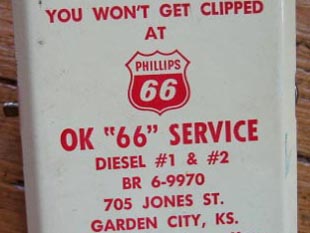 YOU WON'T GET CLIPPED
AT
PHILLIPS
66
OK "66" SERVICE
DIESEL #1 & #2
BR 6-9970
705 JONES ST.
GARDEN CITY, KS.